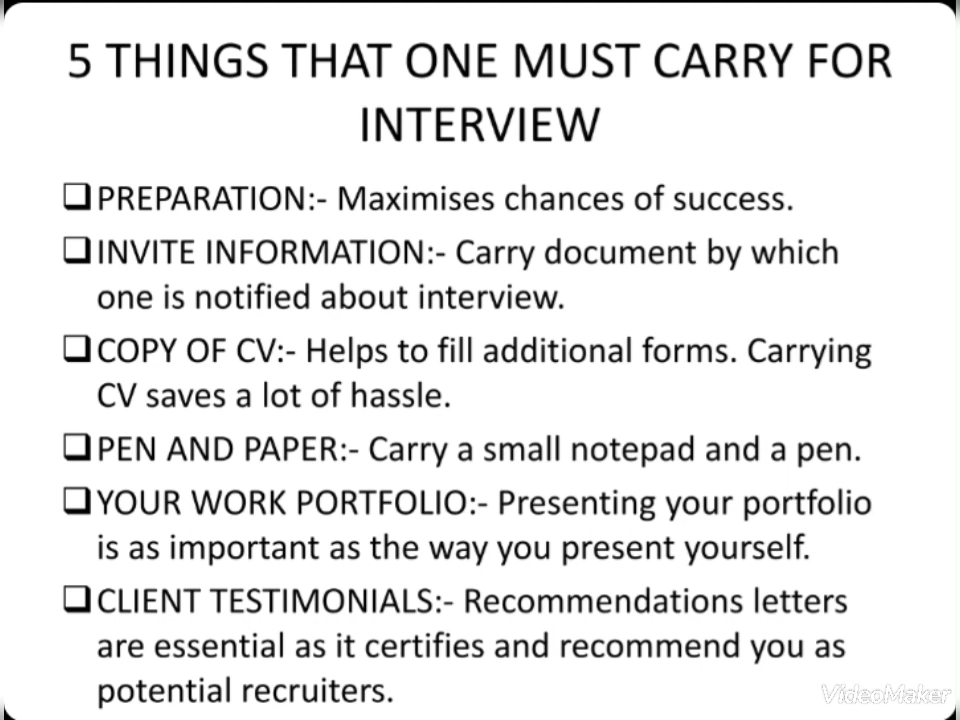 5 THINGS THAT ONE MUST CARRY FOR
INTERVIEW
PREPARATION:- Maximises chances of success.
INVITE INFORMATION:- Carry document by which
one is notified about interview.
COPY OF CV:- Helps to fill additional forms. Carrying
CV saves a lot of hassle.
PEN AND PAPER:- Carry a small notepad and a pen.
YOUR WORK PORTFOLIO:- Presenting your portfolio
is as important as the way you present yourself.
CLIENT TESTIMONIALS:- Recommendations letters
are essential as it certifies and recommend you as
potential recruiters.
VideoMaker